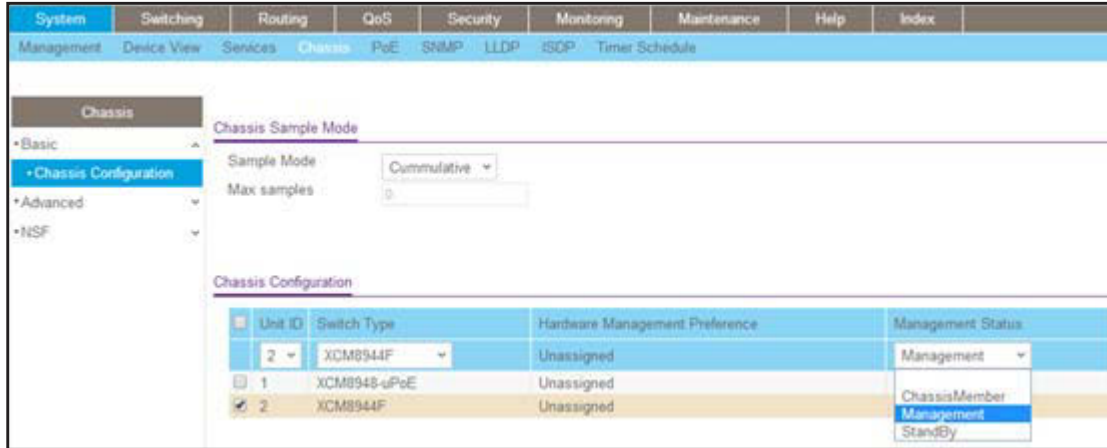 System Switching Routing QoS Security Monitoring Maintenance Help Index
Management Device View Services Chassis PoE SNMP LLDP ISDP Timer Schedule
Chassis
Basic
Chassis Configuration
Advanced
NSF
Chassis Sample Mode
Sample Mode Cummulative
Max samples 0
Chassis Configuration
Unit ID Switch Type Hardware Management Preference Management Status
2 XCM8944F Unassigned Management
1 XCM8948-uPoE Unassigned
2 XCM8944F Unassigned
ChassisMember
Management
StandBy